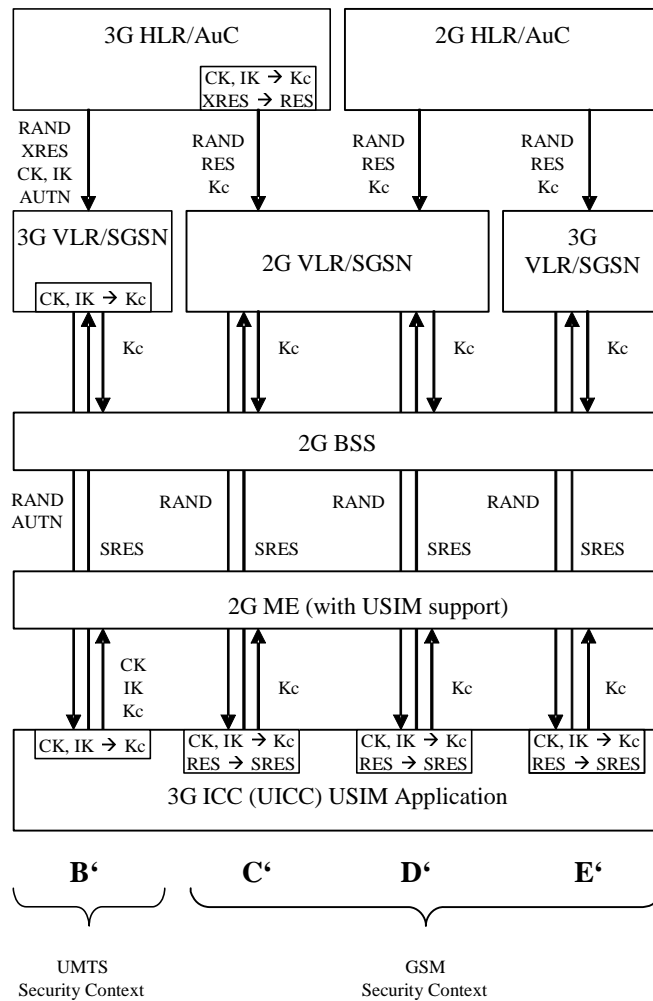 3G HLR/AuC
2G HLR/AuC
CK, IK → Kc
XRES → RES
RAND
XRES
CK, IK
AUTN
RAND
RES
Kc
RAND
RES
Kc
RAND
RES
Kc
3G VLR/SGSN
CK, IK → Kc
2G VLR/SGSN
3G
VLR/SGSN
Kc
Kc
Kc
Kc
2G BSS
RAND
AUTN
SRES
RAND
SRES
RAND
SRES
RAND
SRES
2G ME (with USIM support)
CK
IK
Kc
Kc
Kc
Kc
CK, IK → Kc
CK, IK → Kc
RES → SRES
CK, IK → Kc
RES → SRES
CK, IK → Kc
RES → SRES
3G ICC (UICC) USIM Application
B‘
C‘
D‘
E‘
UMTS
Security Context
GSM
Security Context